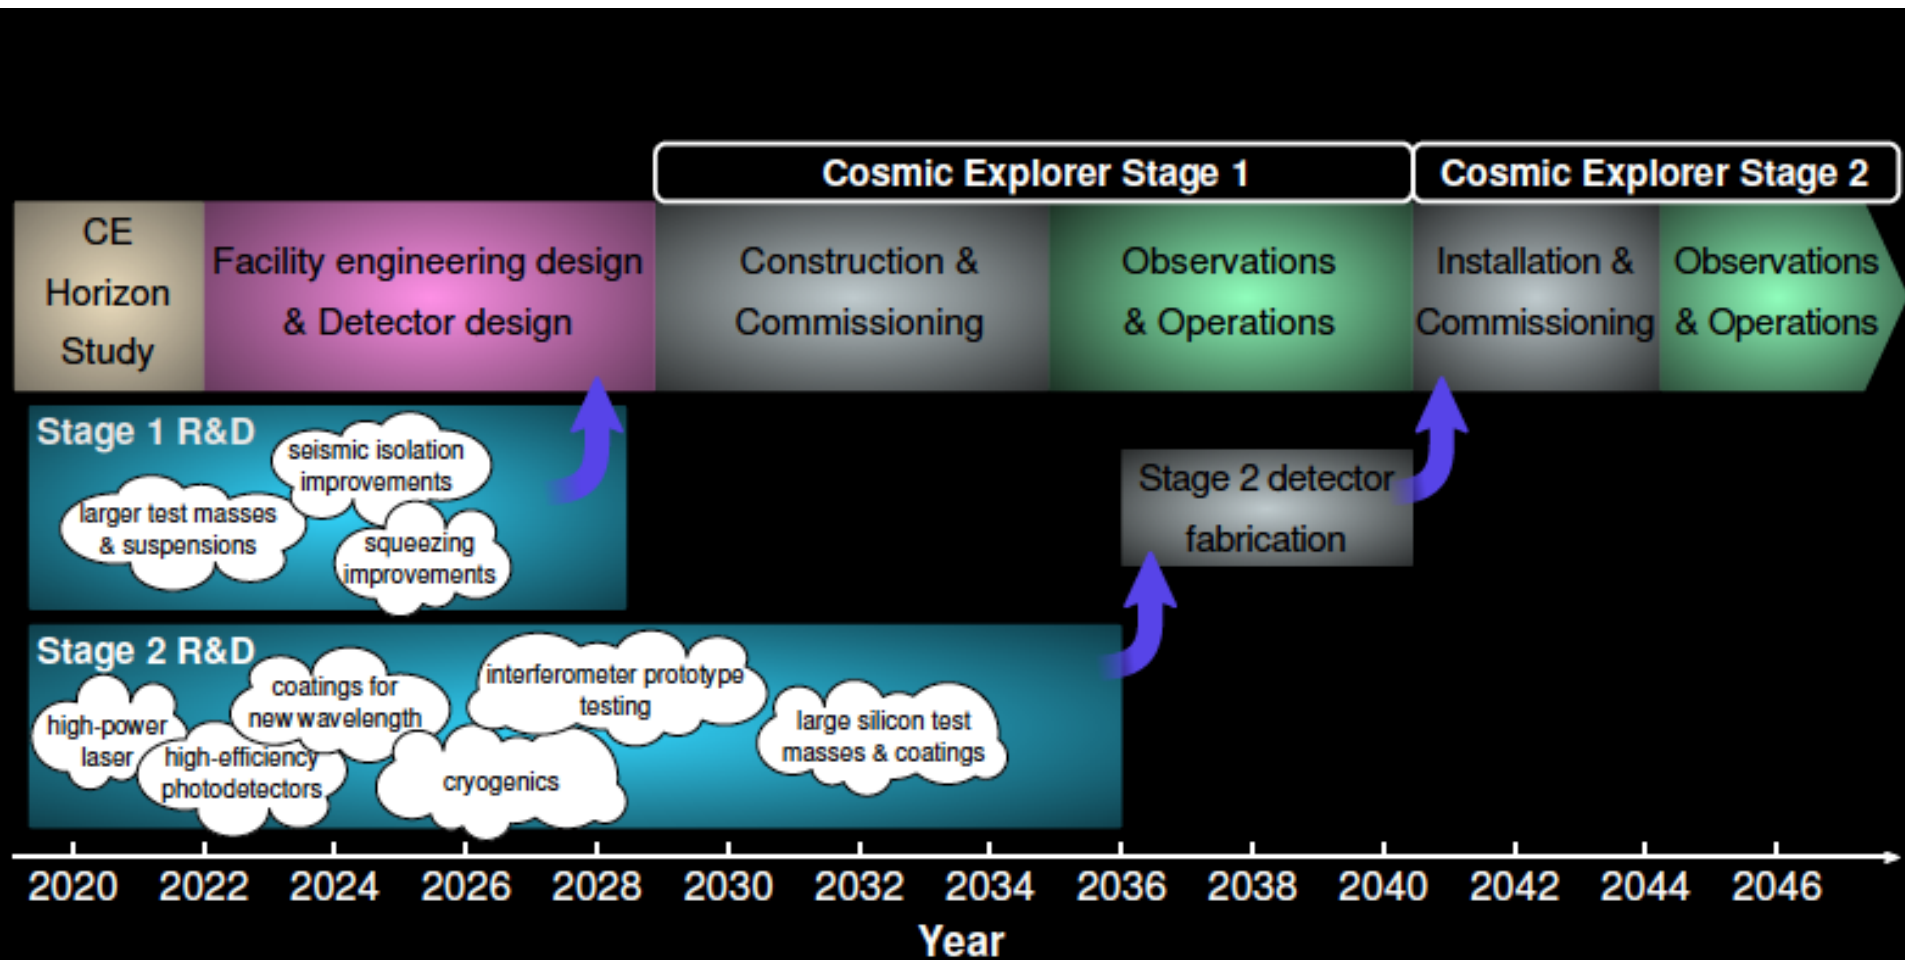 Cosmic Explorer Stage 1
Cosmic Explorer Stage 2
CE
Horizon
Study
Facility engineering design
& Detector design
Construction &
Commissioning
Observations
& Operations
Installation &
Commissioning
Observations
& Operations
Stage 1 R&D
seismic isolation
improvements
larger test masses
& suspensions
squeezing
improvements
Stage 2 detector
fabrication
Stage 2 R&D
high-power
laser
high-efficiency
photodetectors
coatings for
new wavelength
cryogenics
interferometer prototype
testing
large silicon test
masses & coatings
2020 2022 2024 2026 2028 2030 2032 2034 2036 2038 2040 2042 2044 2046
Year